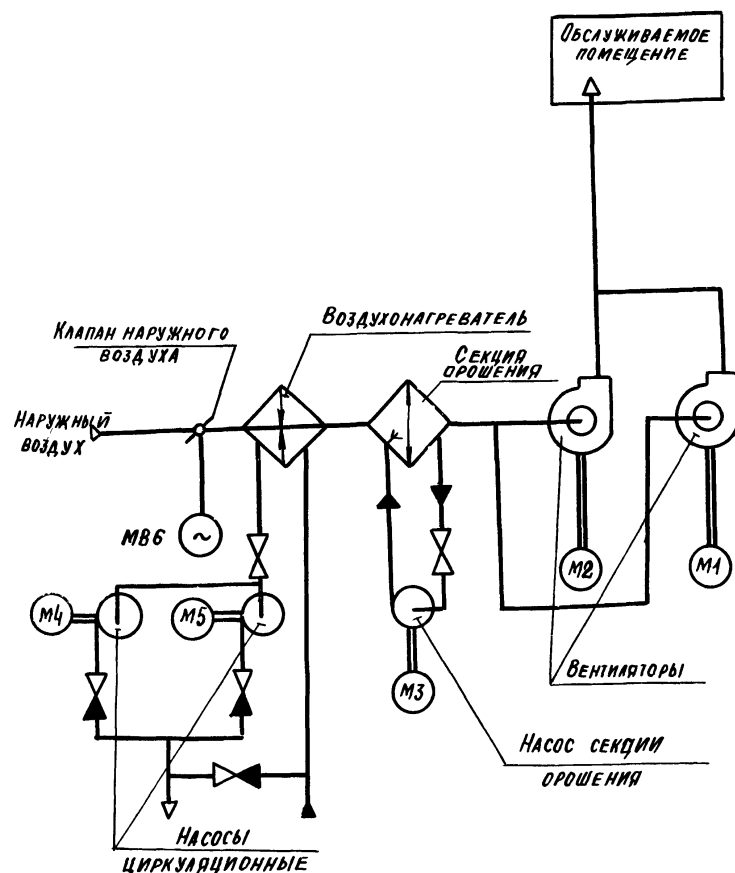 Обслуживаемое
помещение
Воздухонагреватель
Клапан наружного
воздуха
Секция
орошения
Наружный
воздух
МВ6
~
М2
М1
М4
М5
М3
Вентиляторы
Насос секции
орошения
Насосы
циркуляционные